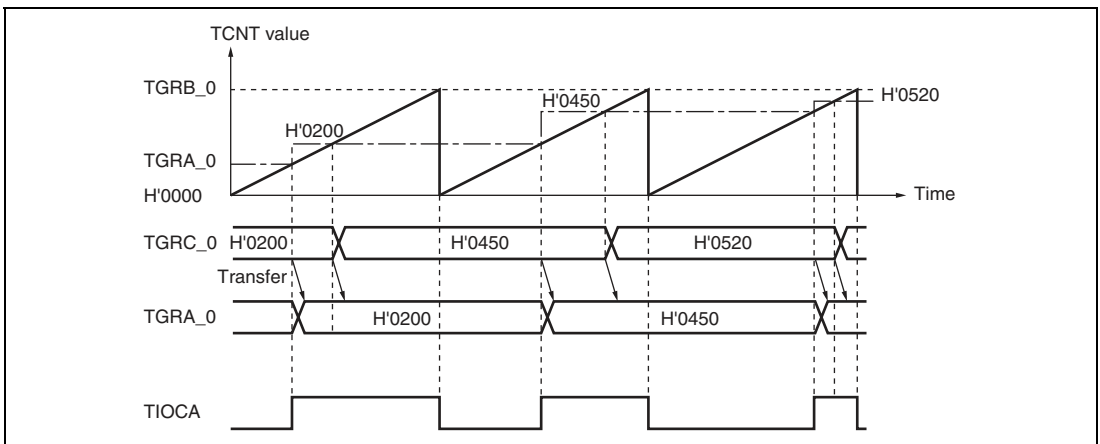 TCNT value
TGRB_0
H'0450
H'0520
H'0200
TGRA_0
H'0000
Time
TGRC_0 H'0200 H'0450 H'0520
Transfer
TGRA_0 H'0200 H'0450
TIOCA